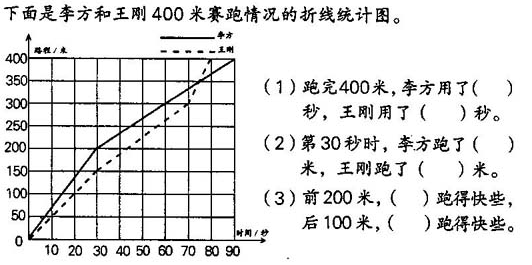 下面是李方和王刚400米赛跑情况的折线统计图。
路程/米
李方
王刚
400
350
300
250
200
150
100
50
0
10 20 30 40 50 60 70 80 90
时间/秒
(1)跑完400米,李方用了( )
秒,王刚用了( )秒。
(2)第30秒时,李方跑了( )
米,王刚跑了( )米。
(3)前200米,( )跑得快些,
后100米,( )跑得快些。